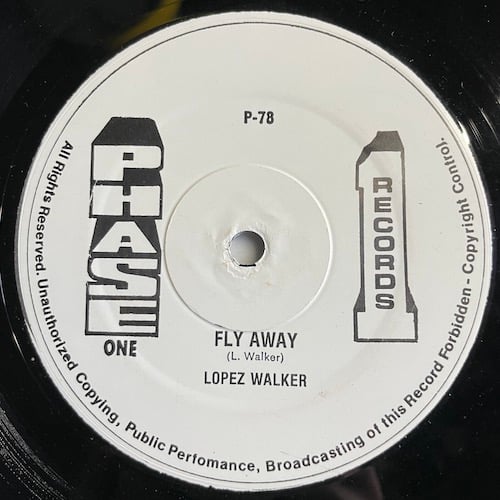 P-78
PHASE
ONE
RECORDS
FLY AWAY
(L. Walker)
LOPEZ WALKER
All Rights Reserved. Unauthorized Copying, Public Perfomance, Broadcasting of this Record Forbidden - Copyright Control.